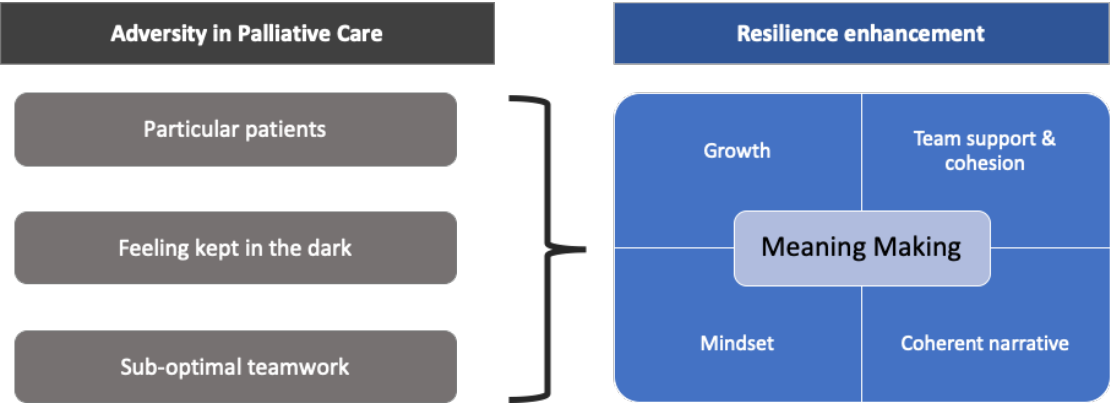 Adversity in Palliative Care
Resilience enhancement
Particular patients
Feeling kept in the dark
Sub-optimal teamwork
Growth
Team support &
cohesion
Meaning Making
Mindset
Coherent narrative